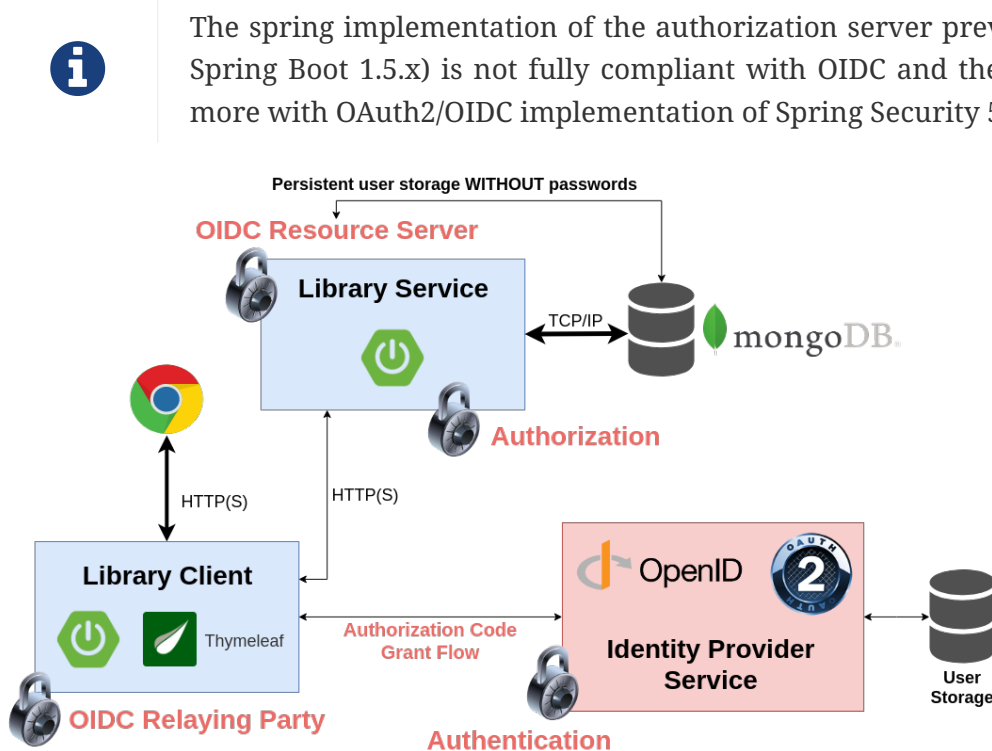 The spring implementation of the authorization server
Spring Boot 1.5.x) is not fully compliant with OIDC and
more with OAuth2/OIDC implementation of Spring Security
Persistent user storage WITHOUT passwords
OIDC Resource Server
Library Service
TCP/IP
mongoDB
Authorization
HTTP(S)
HTTP(S)
Library Client
Thymeleaf
OpenID
OAUTH
2
OAUTH
Authorization Code
Grant Flow
Identity Provider
Service
User
Storage
OIDC Relaying Party
Authentication